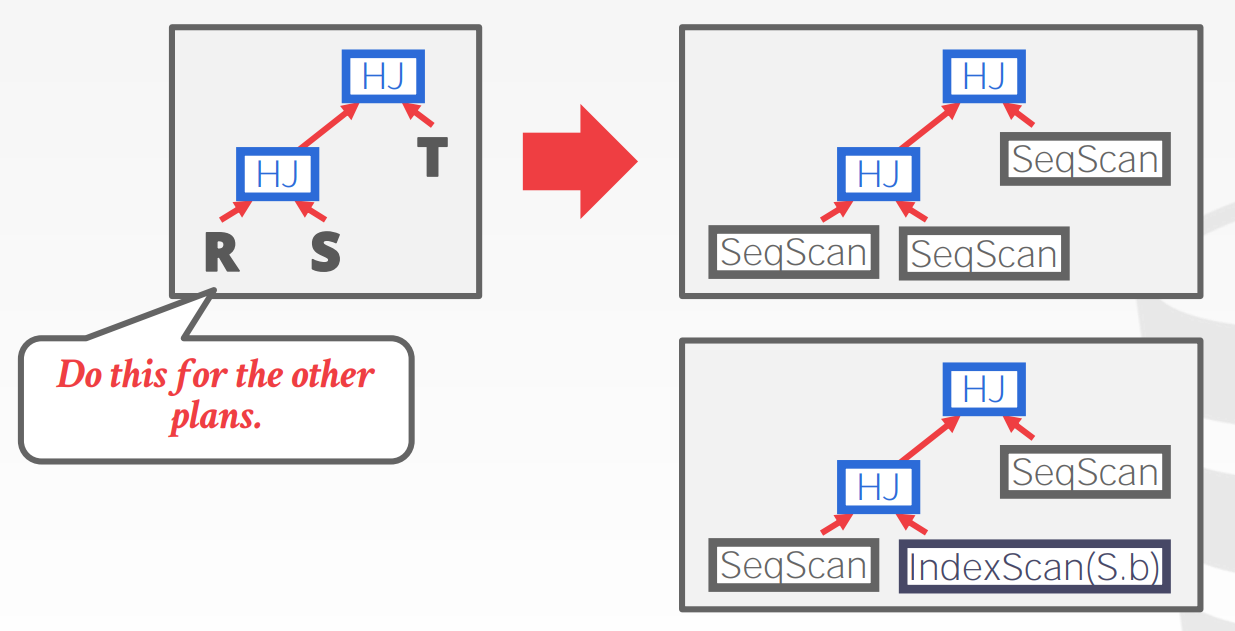 HJ
HJ
T
R
S
Do this for the other
plans.
HJ
HJ
SeqScan
SeqScan
SeqScan
HJ
HJ
SeqScan
SeqScan
IndexScan(S.b)